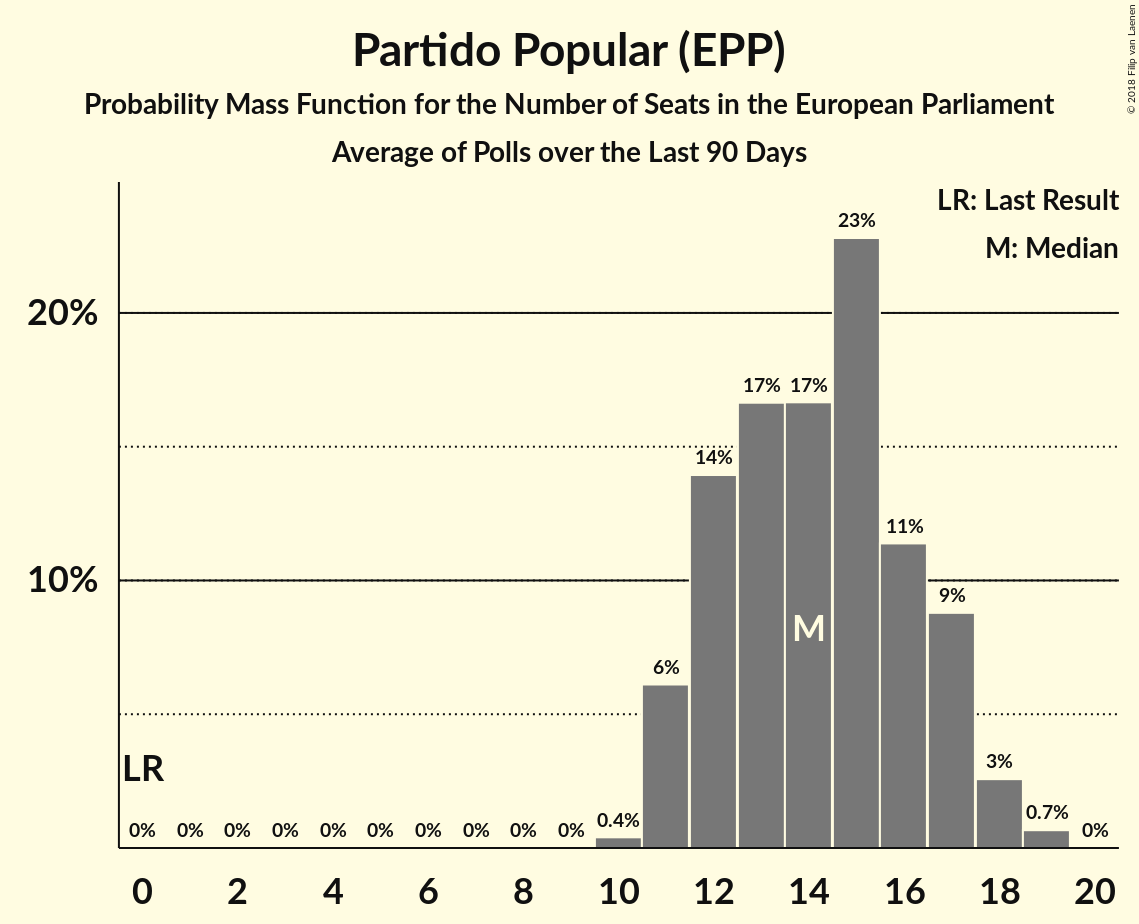 Partido Popular (EPP)
Probability Mass Function for the Number of Seats in the European Parliament
Average of Polls over the Last 90 Days
© 2018 Filip van Laenen
LR: Last Result
M: Median
23%
20%
17% 17%
14%
11%
10%
9%
M
6%
LR
3%
0% 0% 0% 0% 0% 0% 0% 0% 0% 0% 0.4% 0.7% 0%
0 2 4 6 8 10 12 14 16 18 20